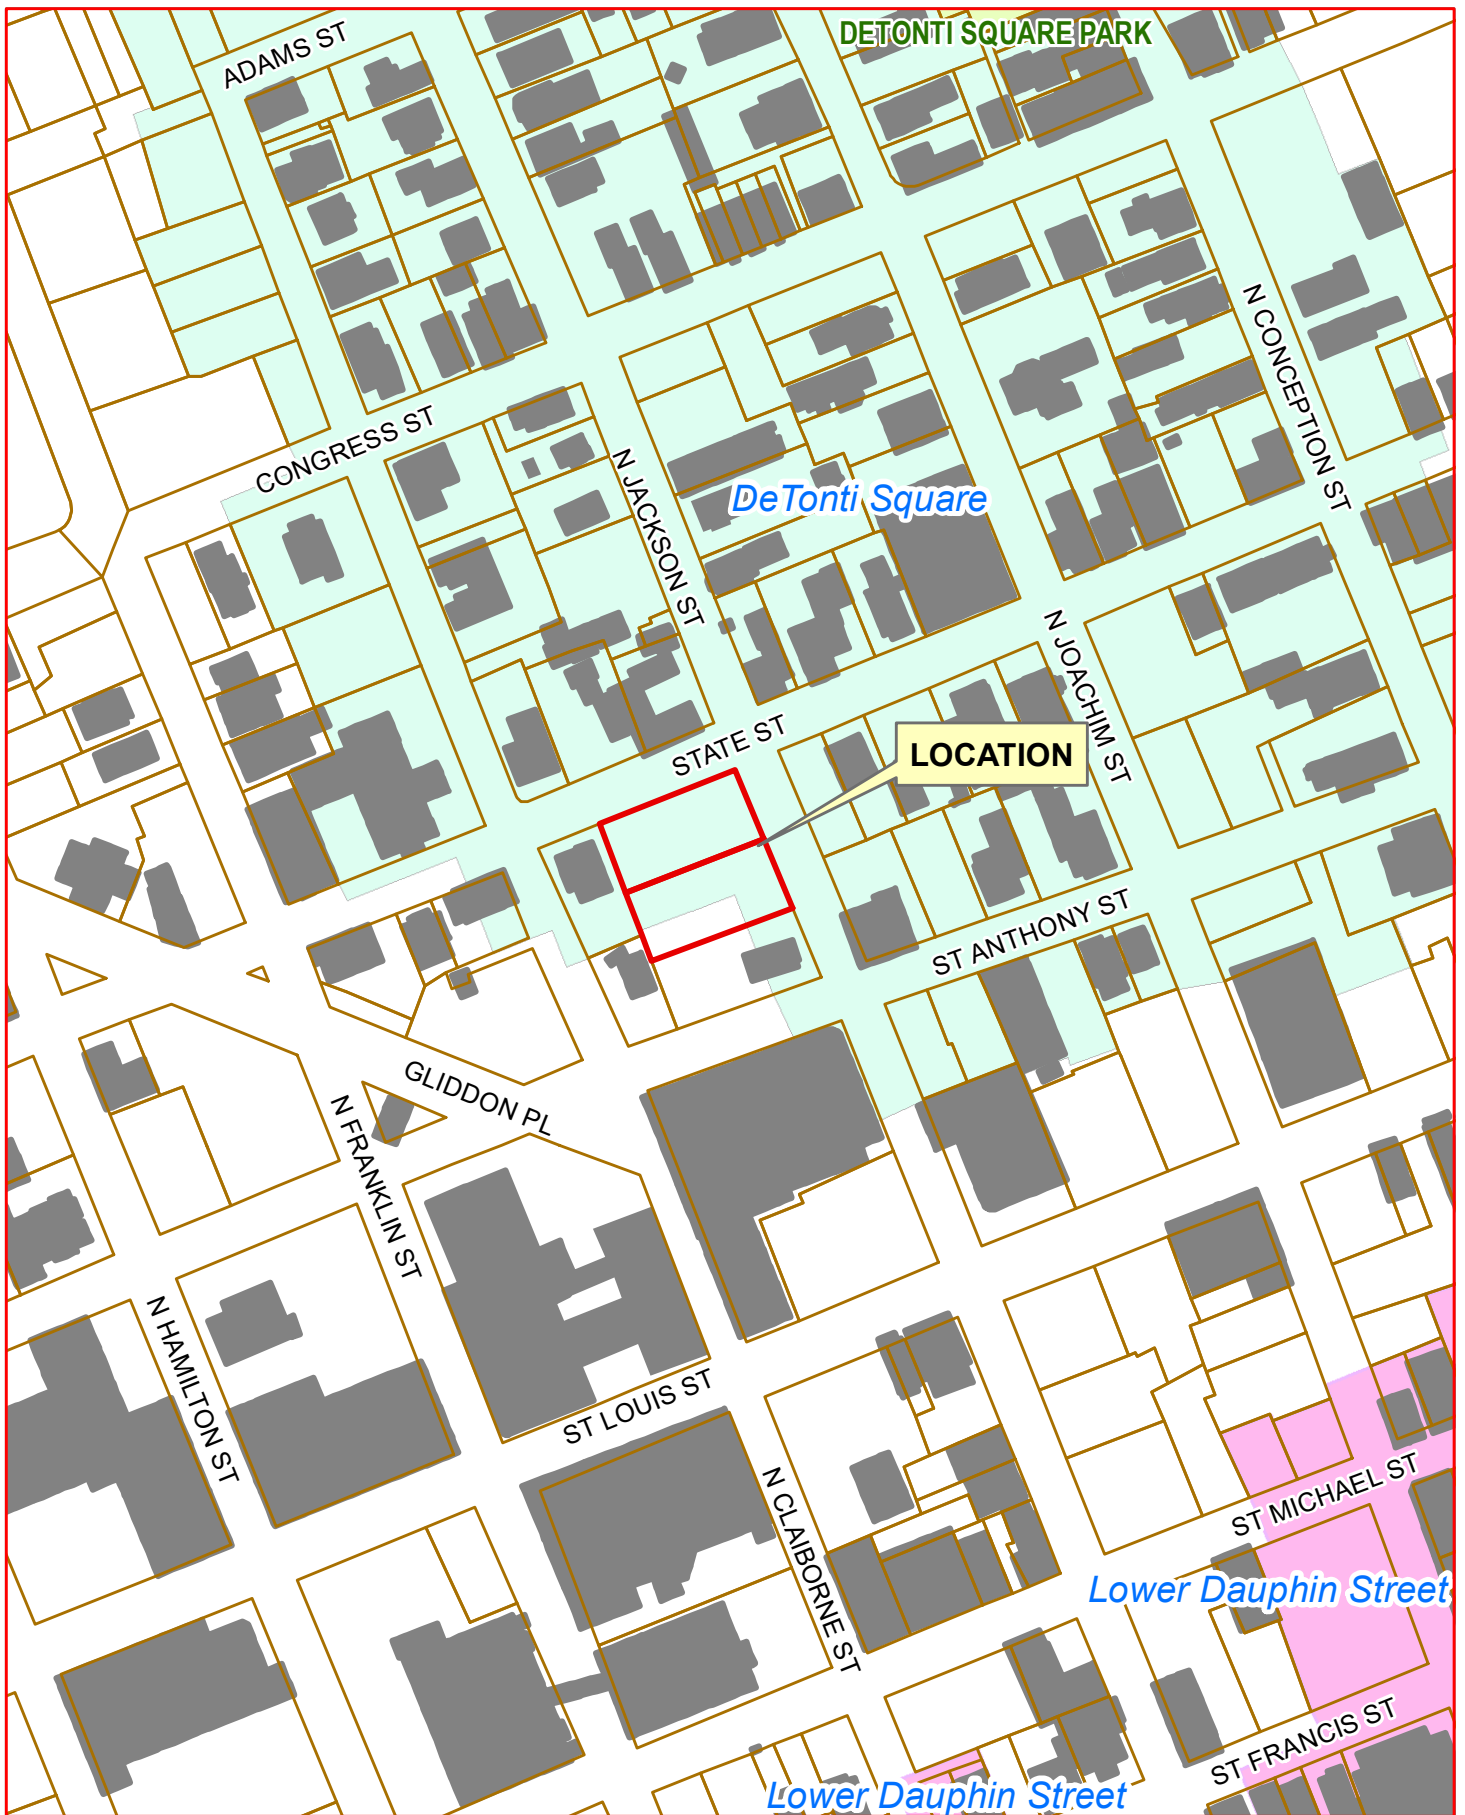 DETONTI SQUARE PARK
ADAMS ST
N CONCEPTION ST
CONGRESS ST
N JACKSON ST
DeTonti Square
N JOACHIM ST
STATE ST
LOCATION
ST ANTHONY ST
GLIDDON PL
N FRANKLIN ST
N HAMILTON ST
ST LOUIS ST
N CLAIBORNE ST
ST MICHAEL ST
Lower Dauphin Street
ST FRANCIS ST
Lower Dauphin Street